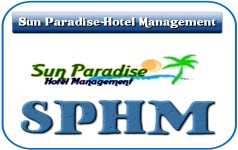 Sun Paradise-Hotel Management
Sun Paradise
Hotel Management
SPHM